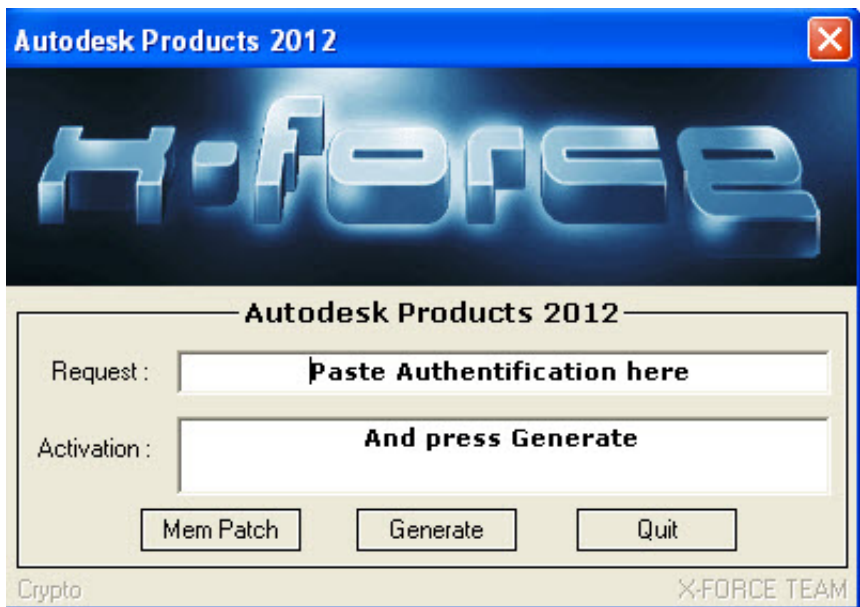 Autodesk Products 2012
x-force
Autodesk Products 2012
Request :
Paste Authentification here
Activation :
And press Generate
Mem Patch
Generate
Quit
Crypto
X-FORCE TEAM